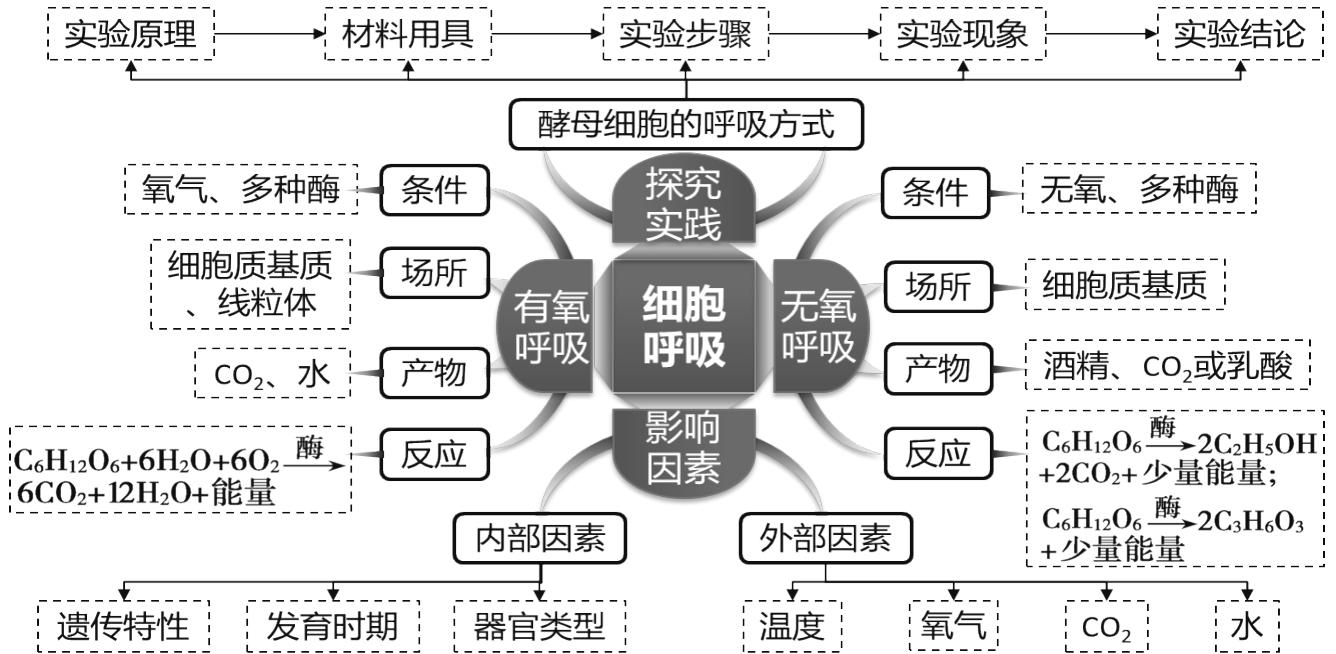 实验原理
材料用具
实验步骤
实验现象
实验结论
酵母细胞的呼吸方式
探究
实践
细胞
呼吸
有氧
呼吸
条件
氧气、多种酶
场所
细胞质基质
、线粒体
产物
CO₂、水
反应
C₆H₁₂O₆+6H₂O+6O₂ 酶→
6CO₂+12H₂O+能量
无氧
呼吸
条件
无氧、多种酶
场所
细胞质基质
产物
酒精、CO₂或乳酸
反应
C₆H₁₂O₆ 酶→2C₂H₅OH
+2CO₂+少量能量;
C₆H₁₂O₆ 酶→2C₃H₆O₃
+少量能量
影响
因素
内部因素
遗传特性
发育时期
器官类型
外部因素
温度
氧气
CO₂
水